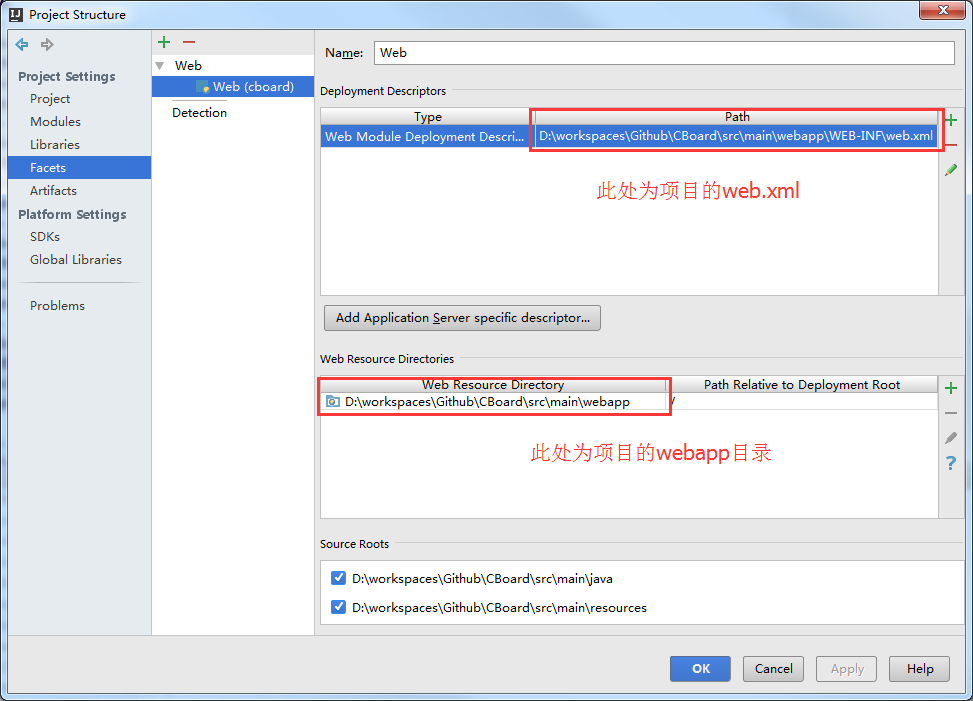 Project Structure
Project Settings
Project
Modules
Libraries
Facets
Artifacts
Platform Settings
SDKs
Global Libraries
Problems
Web
Web (cboard)
Detection
Name: Web
Deployment Descriptors
Type Path
Web Module Deployment Descri... D:\workspaces\Github\CBoard\src\main\webapp\WEB-INF\web.xml
此处为项目的web.xml
Add Application Server specific descriptor...
Web Resource Directories
Web Resource Directory Path Relative to Deployment Root
D:\workspaces\Github\CBoard\src\main\webapp /
此处为项目的webapp目录
Source Roots
D:\workspaces\Github\CBoard\src\main\java
D:\workspaces\Github\CBoard\src\main\resources
OK Cancel Apply Help